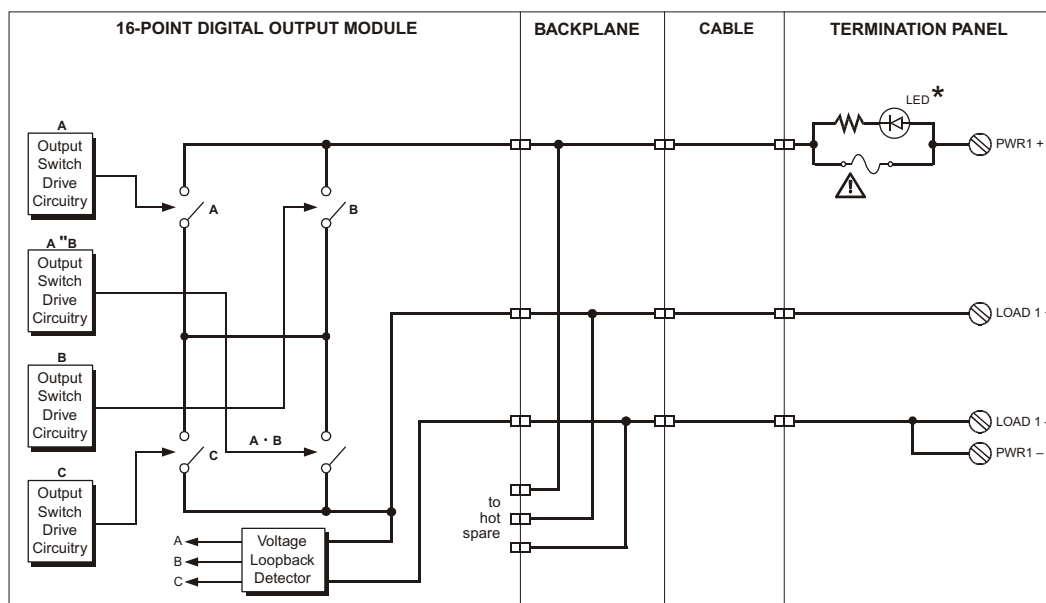 16-POINT DIGITAL OUTPUT MODULE
BACKPLANE
CABLE
TERMINATION PANEL
LED*
A
Output
Switch
Drive
Circuitry
PWR1 +
A
B
A "B
Output
Switch
Drive
Circuitry
LOAD 1
B
Output
Switch
Drive
Circuitry
LOAD 1
A · B
C
PWR1 –
C
Output
Switch
Drive
Circuitry
to
hot
spare
A
B
C
Voltage
Loopback
Detector